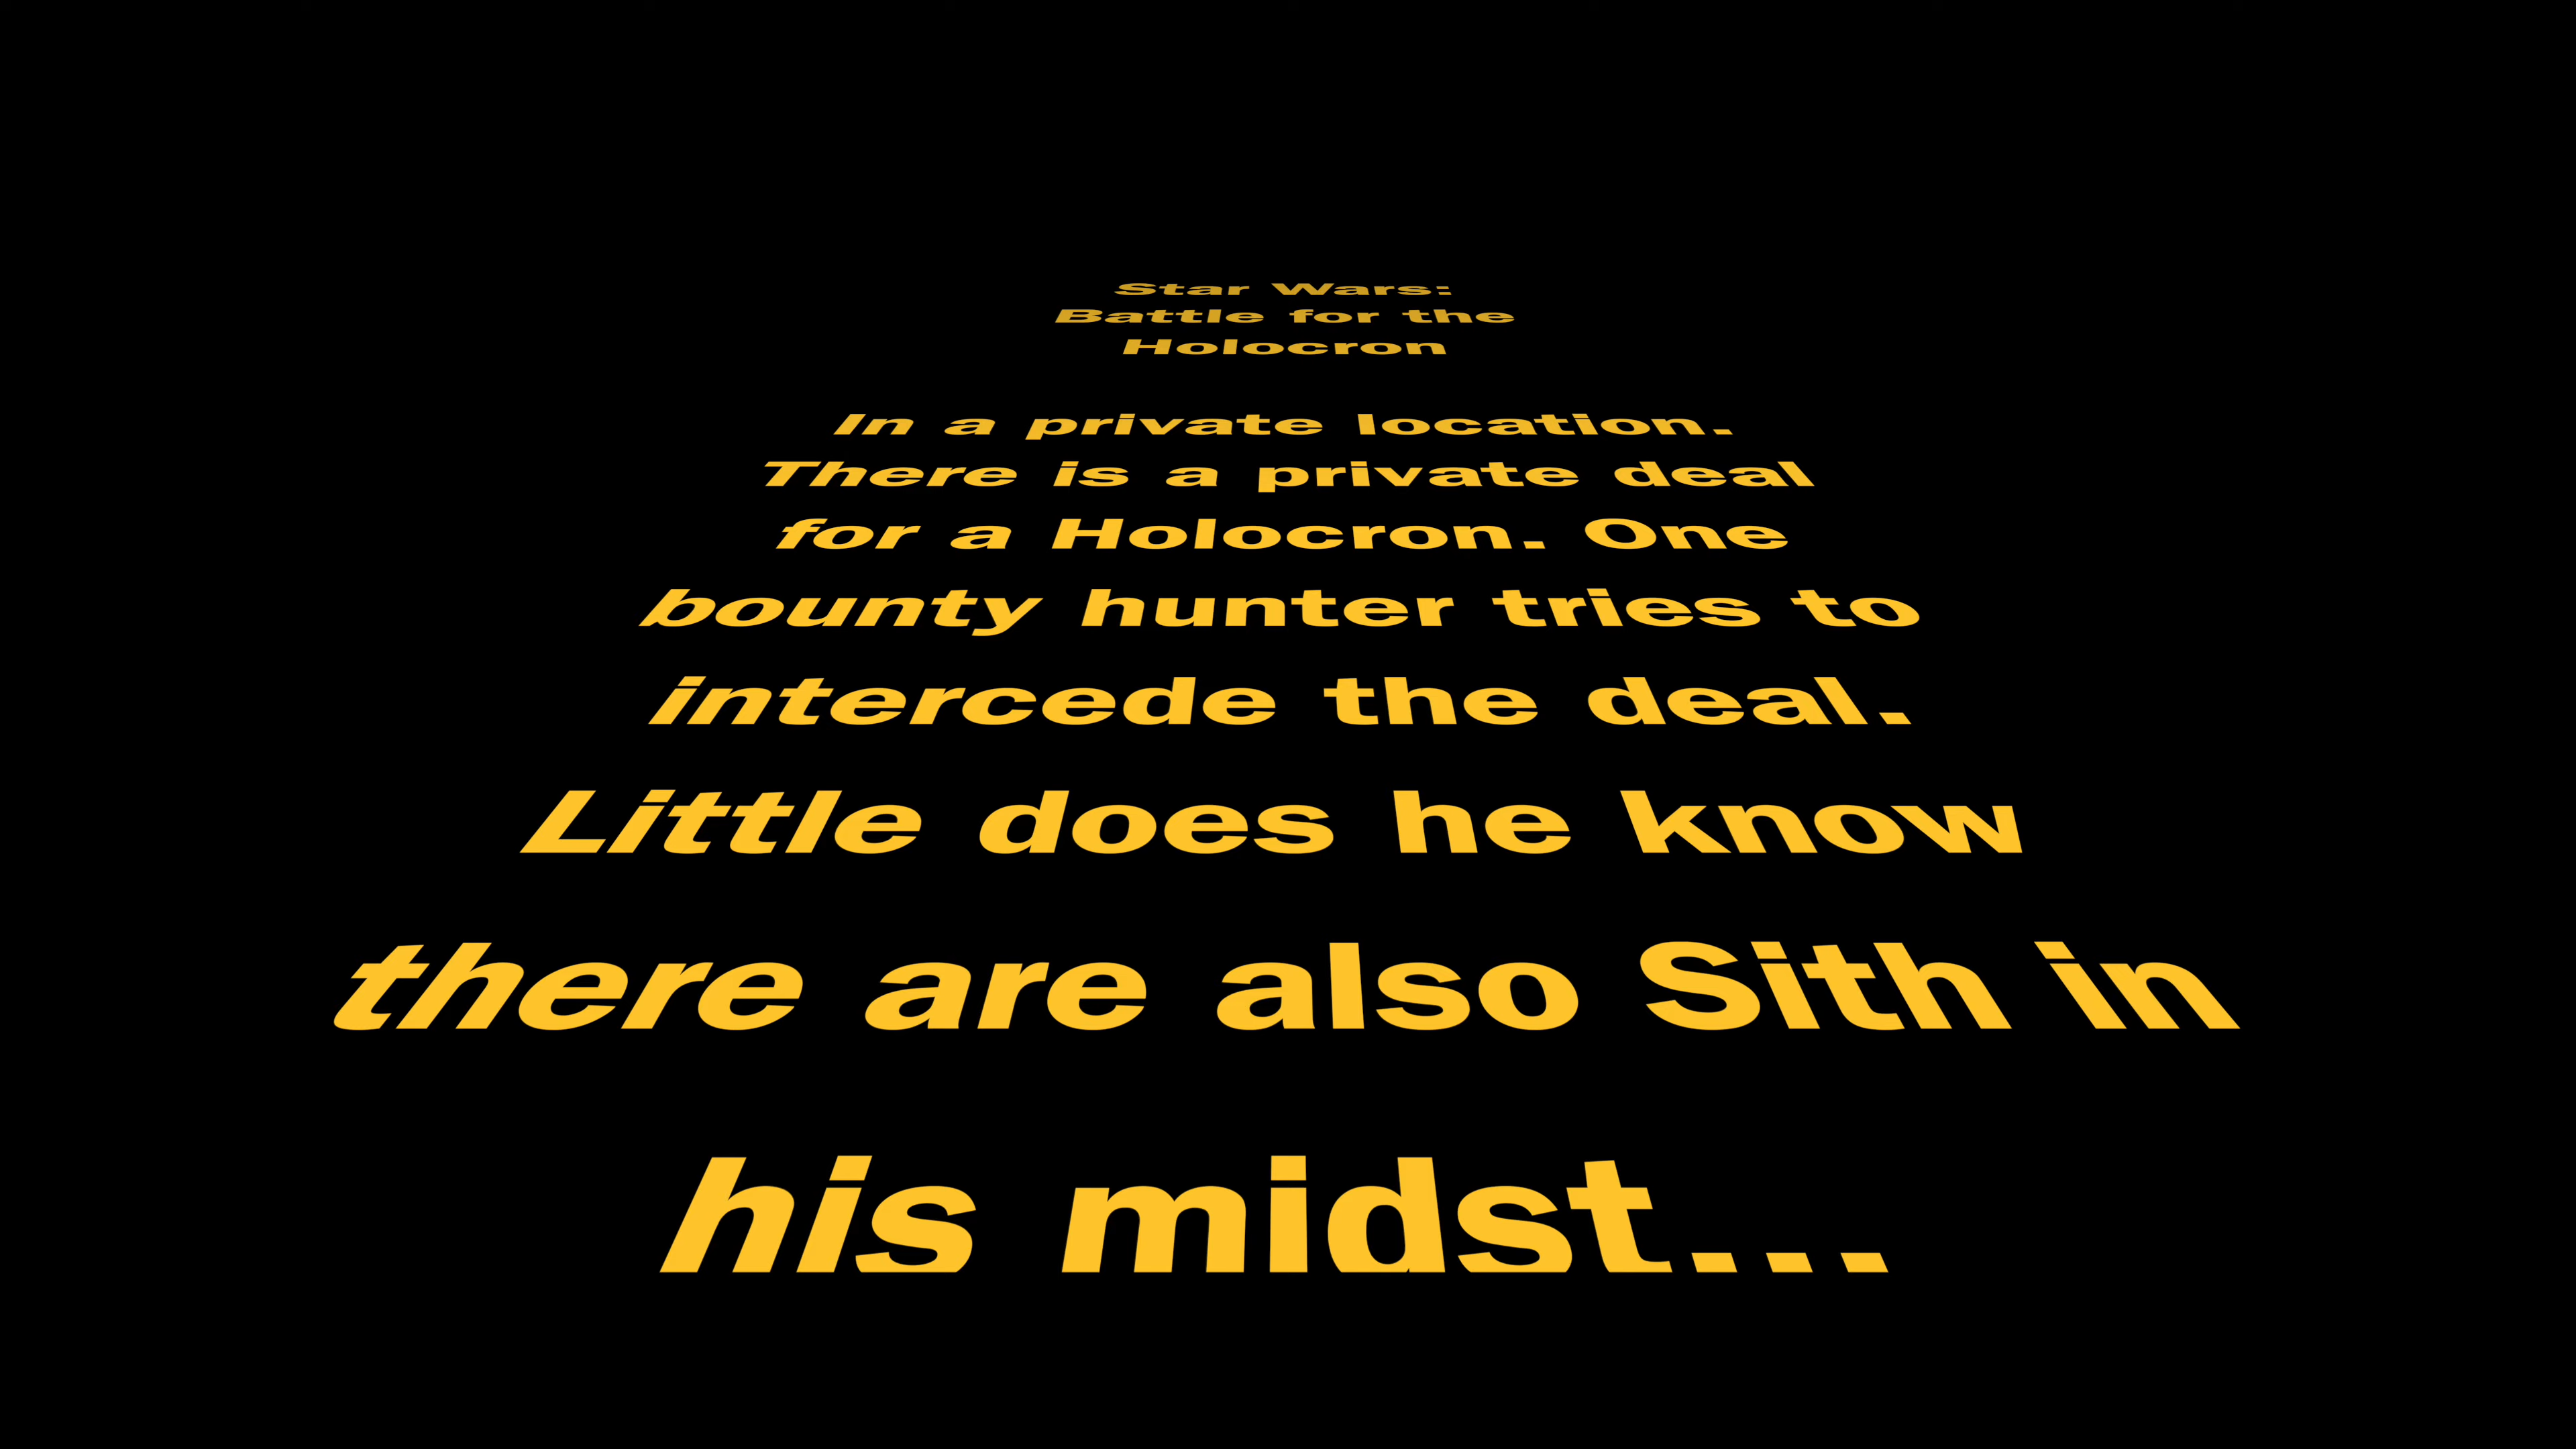 Star Wars:
Battle for the
Holocron
In a private location.
There is a private deal
for a Holocron. One
bounty hunter tries to
intercede the deal.
Little does he know
there are also Sith in
his midst...